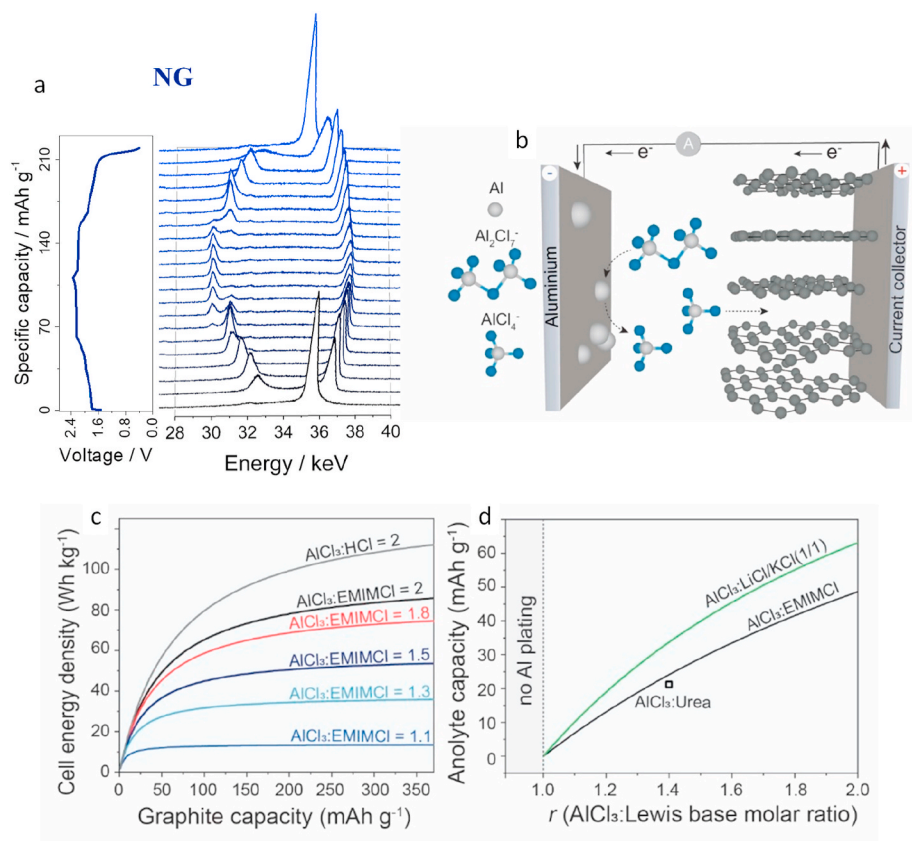 a
NG
Specific capacity / mAh g⁻¹
210
140
70
0
2.4
1.6
0.8
0.0
Voltage / V
28 30 32 34 36 38 40
Energy / keV
b
e⁻
A
e⁻
-
+
Al
Al₂Cl₇⁻
AlCl₄⁻
Aluminium
Current collector
c
Cell energy density (Wh kg⁻¹)
100
80
60
40
20
0
AlCl₃:HCl = 2
AlCl₃:EMIMCl = 2
AlCl₃:EMIMCl = 1.8
AlCl₃:EMIMCl = 1.5
AlCl₃:EMIMCl = 1.3
AlCl₃:EMIMCl = 1.1
0 50 100 150 200 250 300 350
Graphite capacity (mAh g⁻¹)
d
Anolyte capacity (mAh g⁻¹)
60
50
40
30
20
10
0
no Al plating
AlCl₃:LiCl/KCl(1/1)
AlCl₃:EMIMCl
AlCl₃:Urea
1.0 1.2 1.4 1.6 1.8 2.0
r (AlCl₃:Lewis base molar ratio)